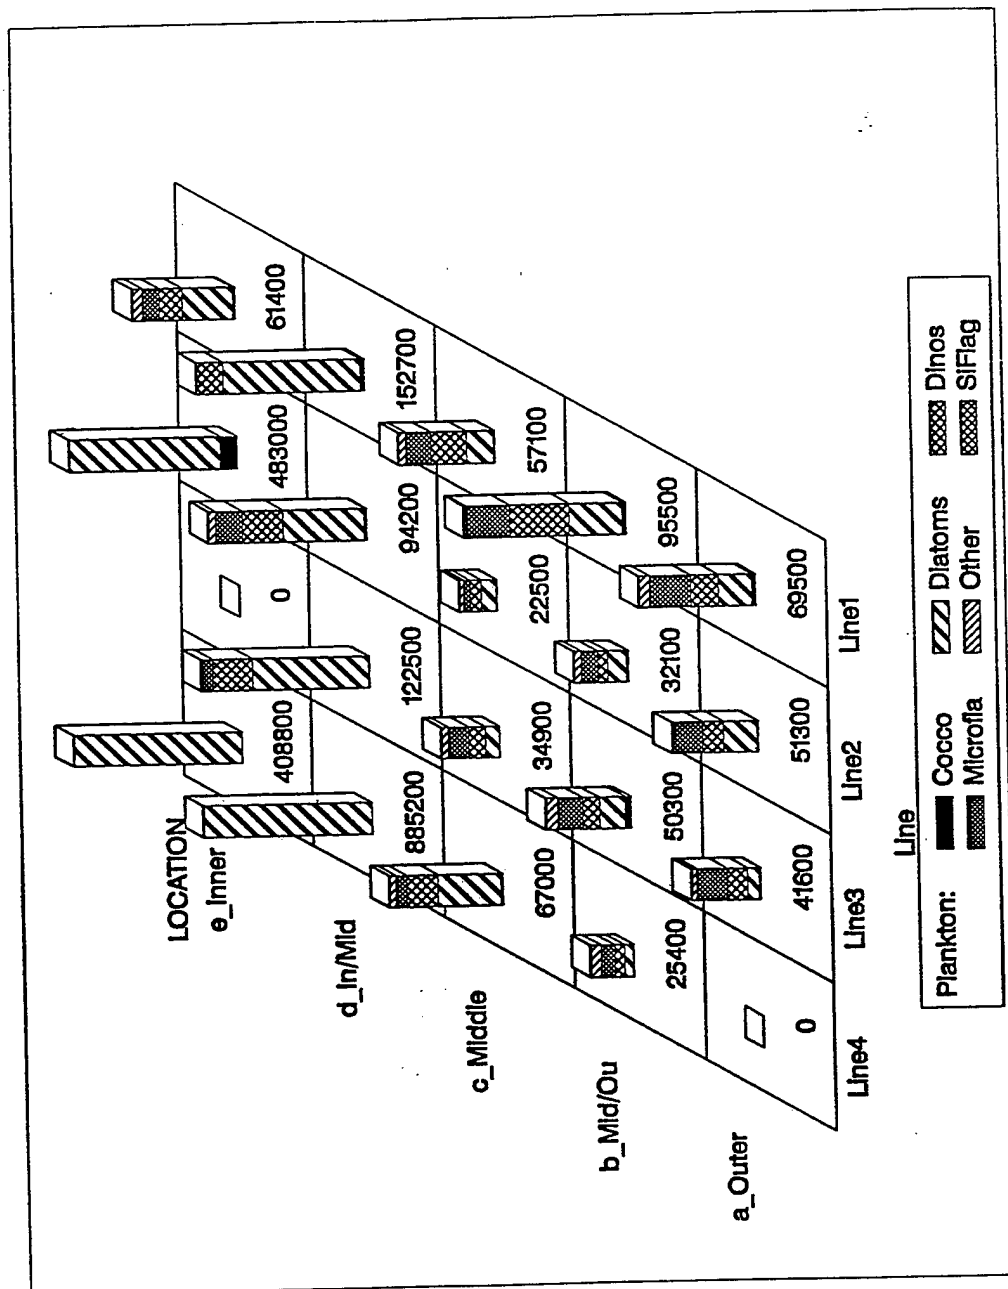 LOCATION
e_Inner
408800 0 483000 61400
d_In/Mid
885200 122500 94200 152700
c_Middle
67000 34900 22500 57100
b_Mid/Ou
25400 50300 32100 95500
a_Outer
0 41600 51300 69500
Line4 Line3 Line2 Line1
Line
Plankton: Cocco Diatoms Dinos
Microfla Other SiFlag